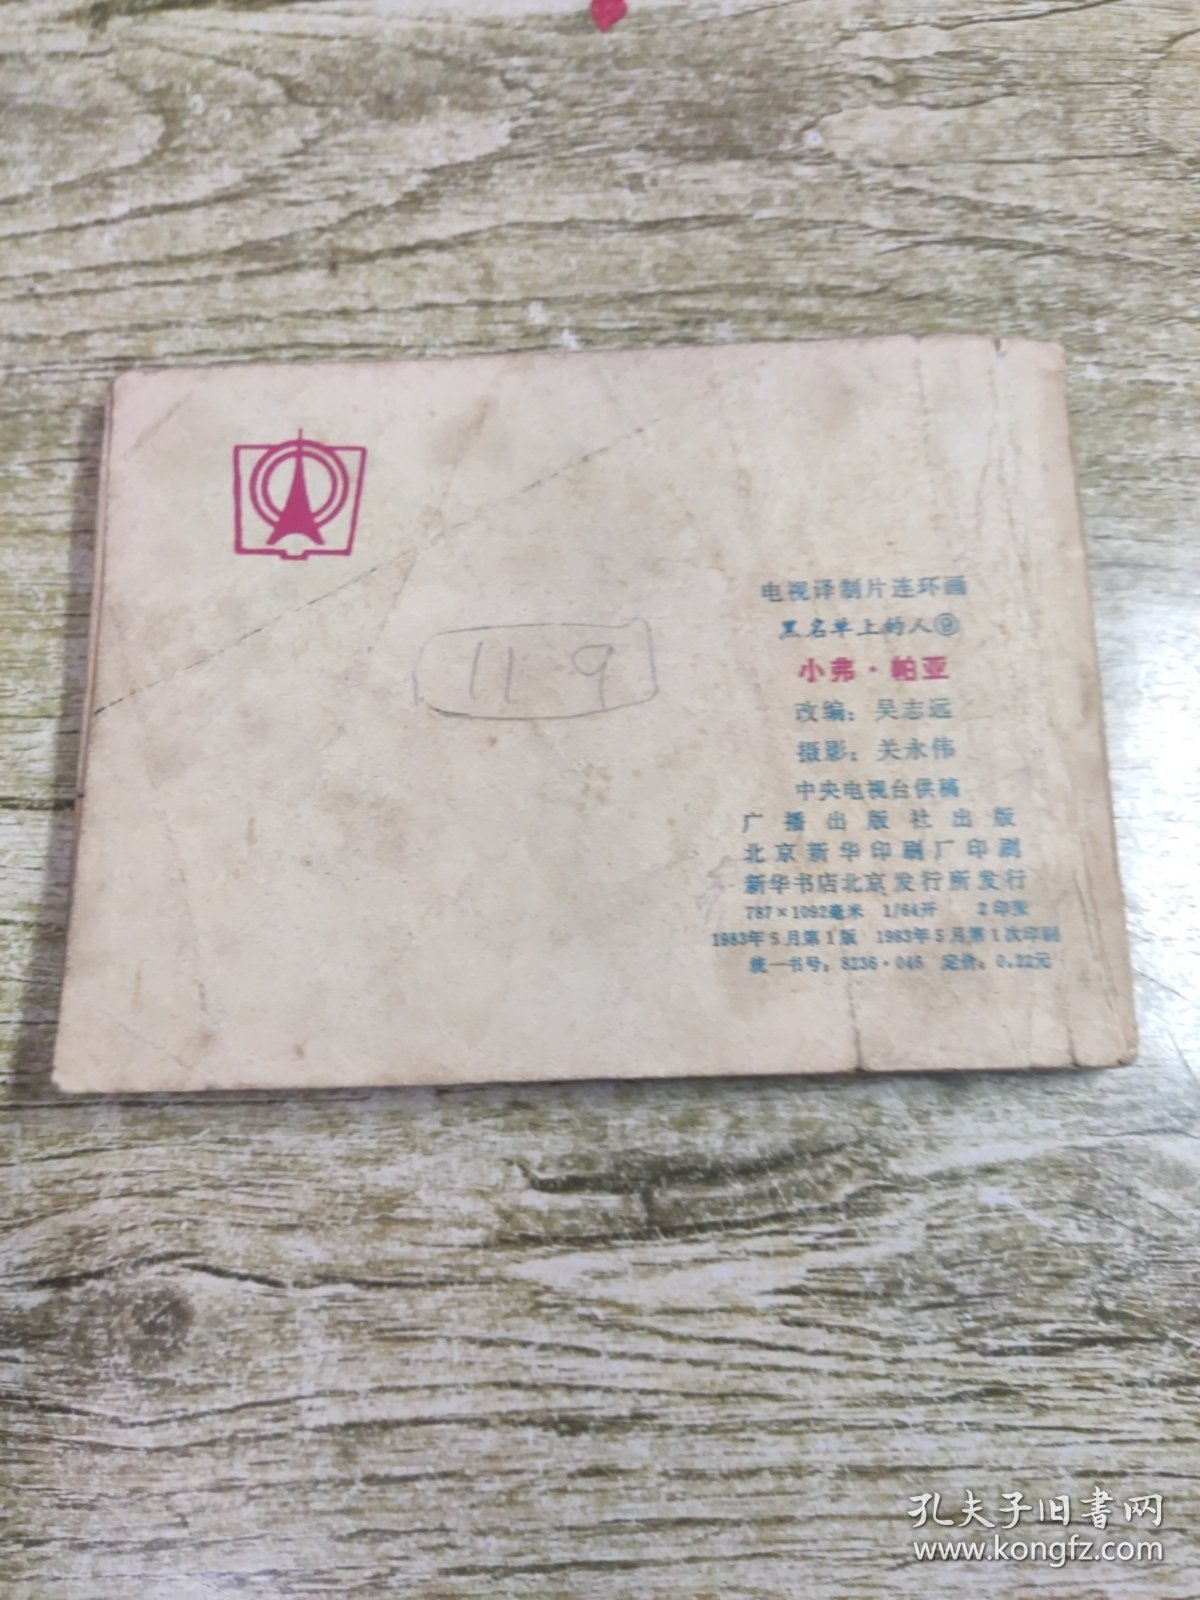 电视译制片连环画
黑名单上的人⑨
小弗·帕亚
改编：吴志远
摄影：关永伟
中央电视台供稿
广播出版社出版
北京新华印刷厂印刷
新华书店北京发行所发行
787×1092毫米 1/64开 2印张
1983年5月第1版 1983年5月第1次印刷
统一书号：8236·046 定价：0.22元
11 9
孔夫子旧书网
www.kongfz.com